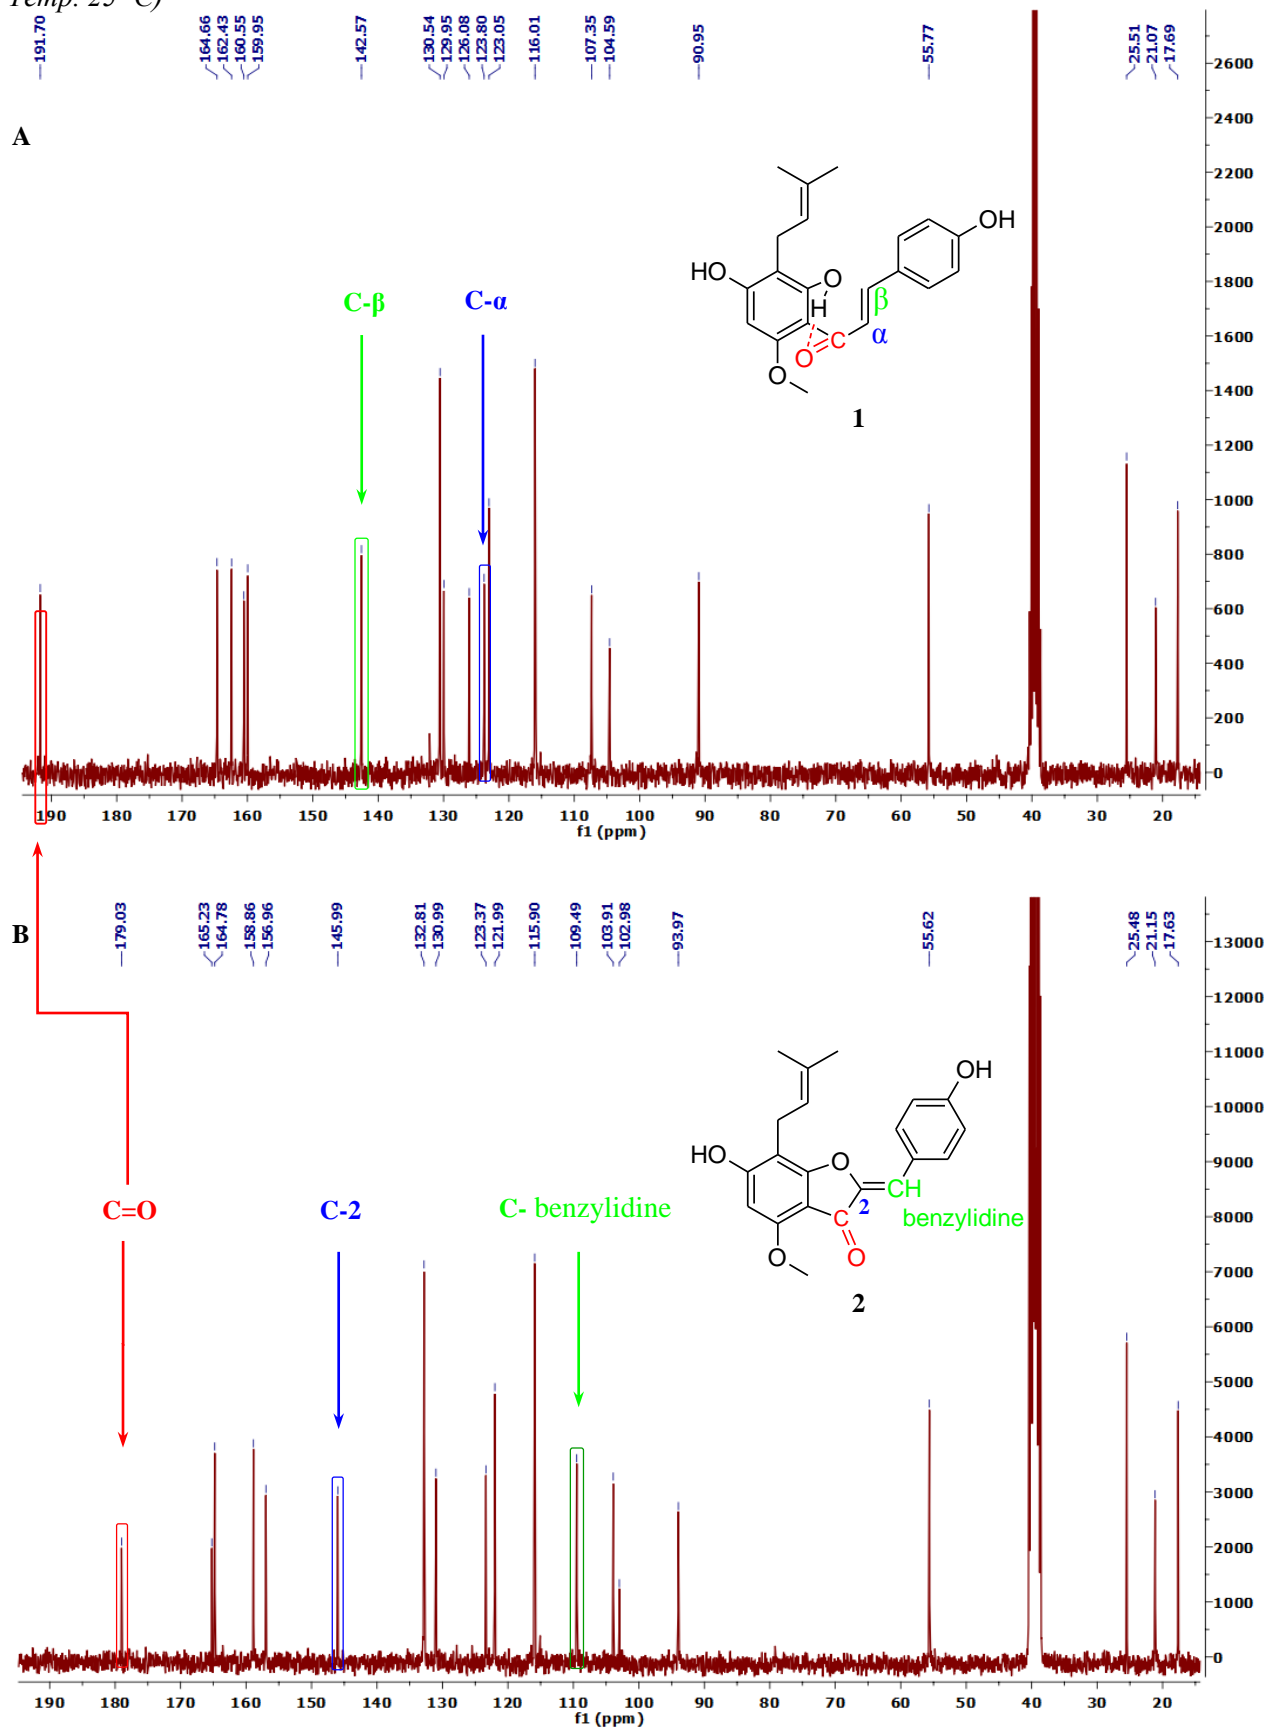 Temp. 25 °C)
191.70 164.66 162.43 160.55 159.95 142.57 130.54 129.95 126.08 123.80 123.05 116.01 107.35 104.59 90.95 55.77 25.51 21.07 17.69
A
C-β C-α
HO O H OH
β
α
O C
O
1
2600
2400
2200
2000
1800
1600
1400
1200
1000
800
600
400
200
0
190 180 170 160 150 140 130 120 110 100 90 80 70 60 50 40 30 20
f1 (ppm)
B
179.03 165.23 164.78 158.86 156.96 145.99 132.81 130.99 123.37 121.99 115.90 109.49 103.91 102.98 93.97 55.62 25.48 21.15 17.63
C=O C-2 C- benzylidine
OH
HO O
2 CH
benzylidine
C
O O
2
13000
12000
11000
10000
9000
8000
7000
6000
5000
4000
3000
2000
1000
0
190 180 170 160 150 140 130 120 110 100 90 80 70 60 50 40 30 20
f1 (ppm)